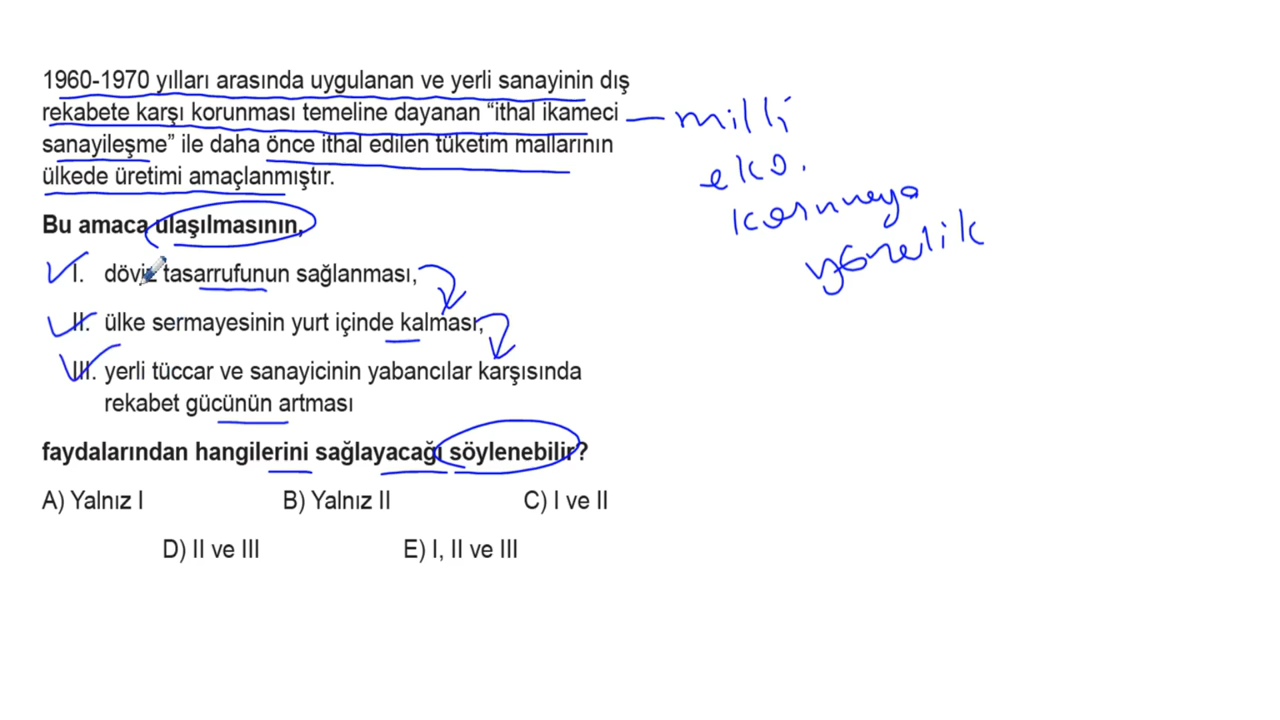 1960-1970 yılları arasında uygulanan ve yerli sanayinin dış
rekabete karşı korunması temeline dayanan “ithal ikameci
sanayileşme” ile daha önce ithal edilen tüketim mallarının
ülkede üretimi amaçlanmıştır.
Bu amaca ulaşılmasının,
I. döviz tasarrufunun sağlanması,
II. ülke sermayesinin yurt içinde kalması,
III. yerli tüccar ve sanayicinin yabancılar karşısında
rekabet gücünün artması
faydalarından hangilerini sağlayacağı söylenebilir?
A) Yalnız I B) Yalnız II C) I ve II
D) II ve III E) I, II ve III
milli
eko.
korumaya
yönelik